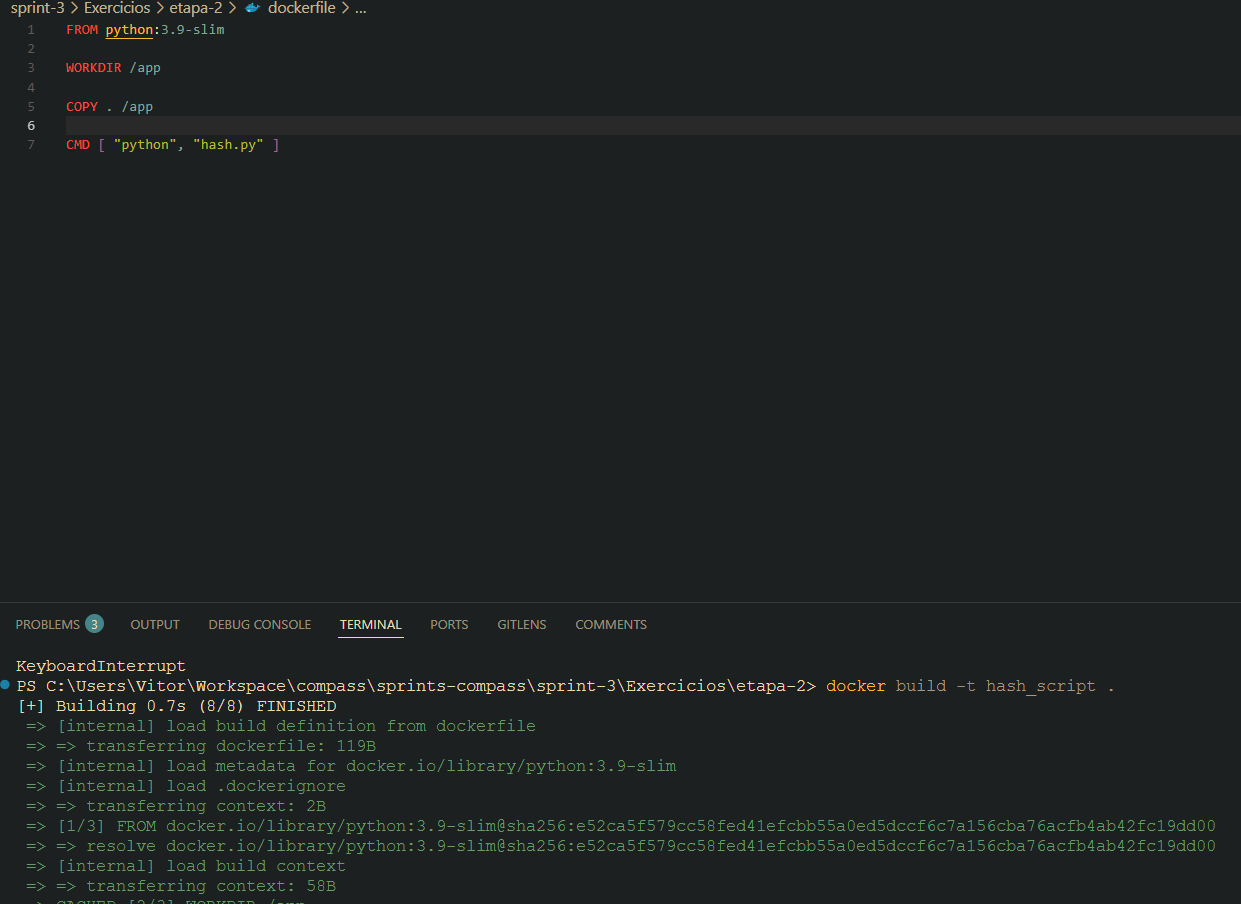 sprint-3 > Exercicios > etapa-2 > dockerfile > ...
1 FROM python:3.9-slim
2
3 WORKDIR /app
4
5 COPY . /app
6
7 CMD [ "python", "hash.py" ]
PROBLEMS 3 OUTPUT DEBUG CONSOLE TERMINAL PORTS GITLENS COMMENTS
KeyboardInterrupt
PS C:\Users\Vitor\Workspace\compass\sprints-compass\sprint-3\Exercicios\etapa-2> docker build -t hash_script .
[+] Building 0.7s (8/8) FINISHED
=> [internal] load build definition from dockerfile
=> => transferring dockerfile: 119B
=> [internal] load metadata for docker.io/library/python:3.9-slim
=> [internal] load .dockerignore
=> => transferring context: 2B
=> [1/3] FROM docker.io/library/python:3.9-slim@sha256:e52ca5f579cc58fed41efcbb55a0ed5dccf6c7a156cba76acfb4ab42fc19dd00
=> => resolve docker.io/library/python:3.9-slim@sha256:e52ca5f579cc58fed41efcbb55a0ed5dccf6c7a156cba76acfb4ab42fc19dd00
=> [internal] load build context
=> => transferring context: 58B
=> CACHED [2/3] WORKDIR /app